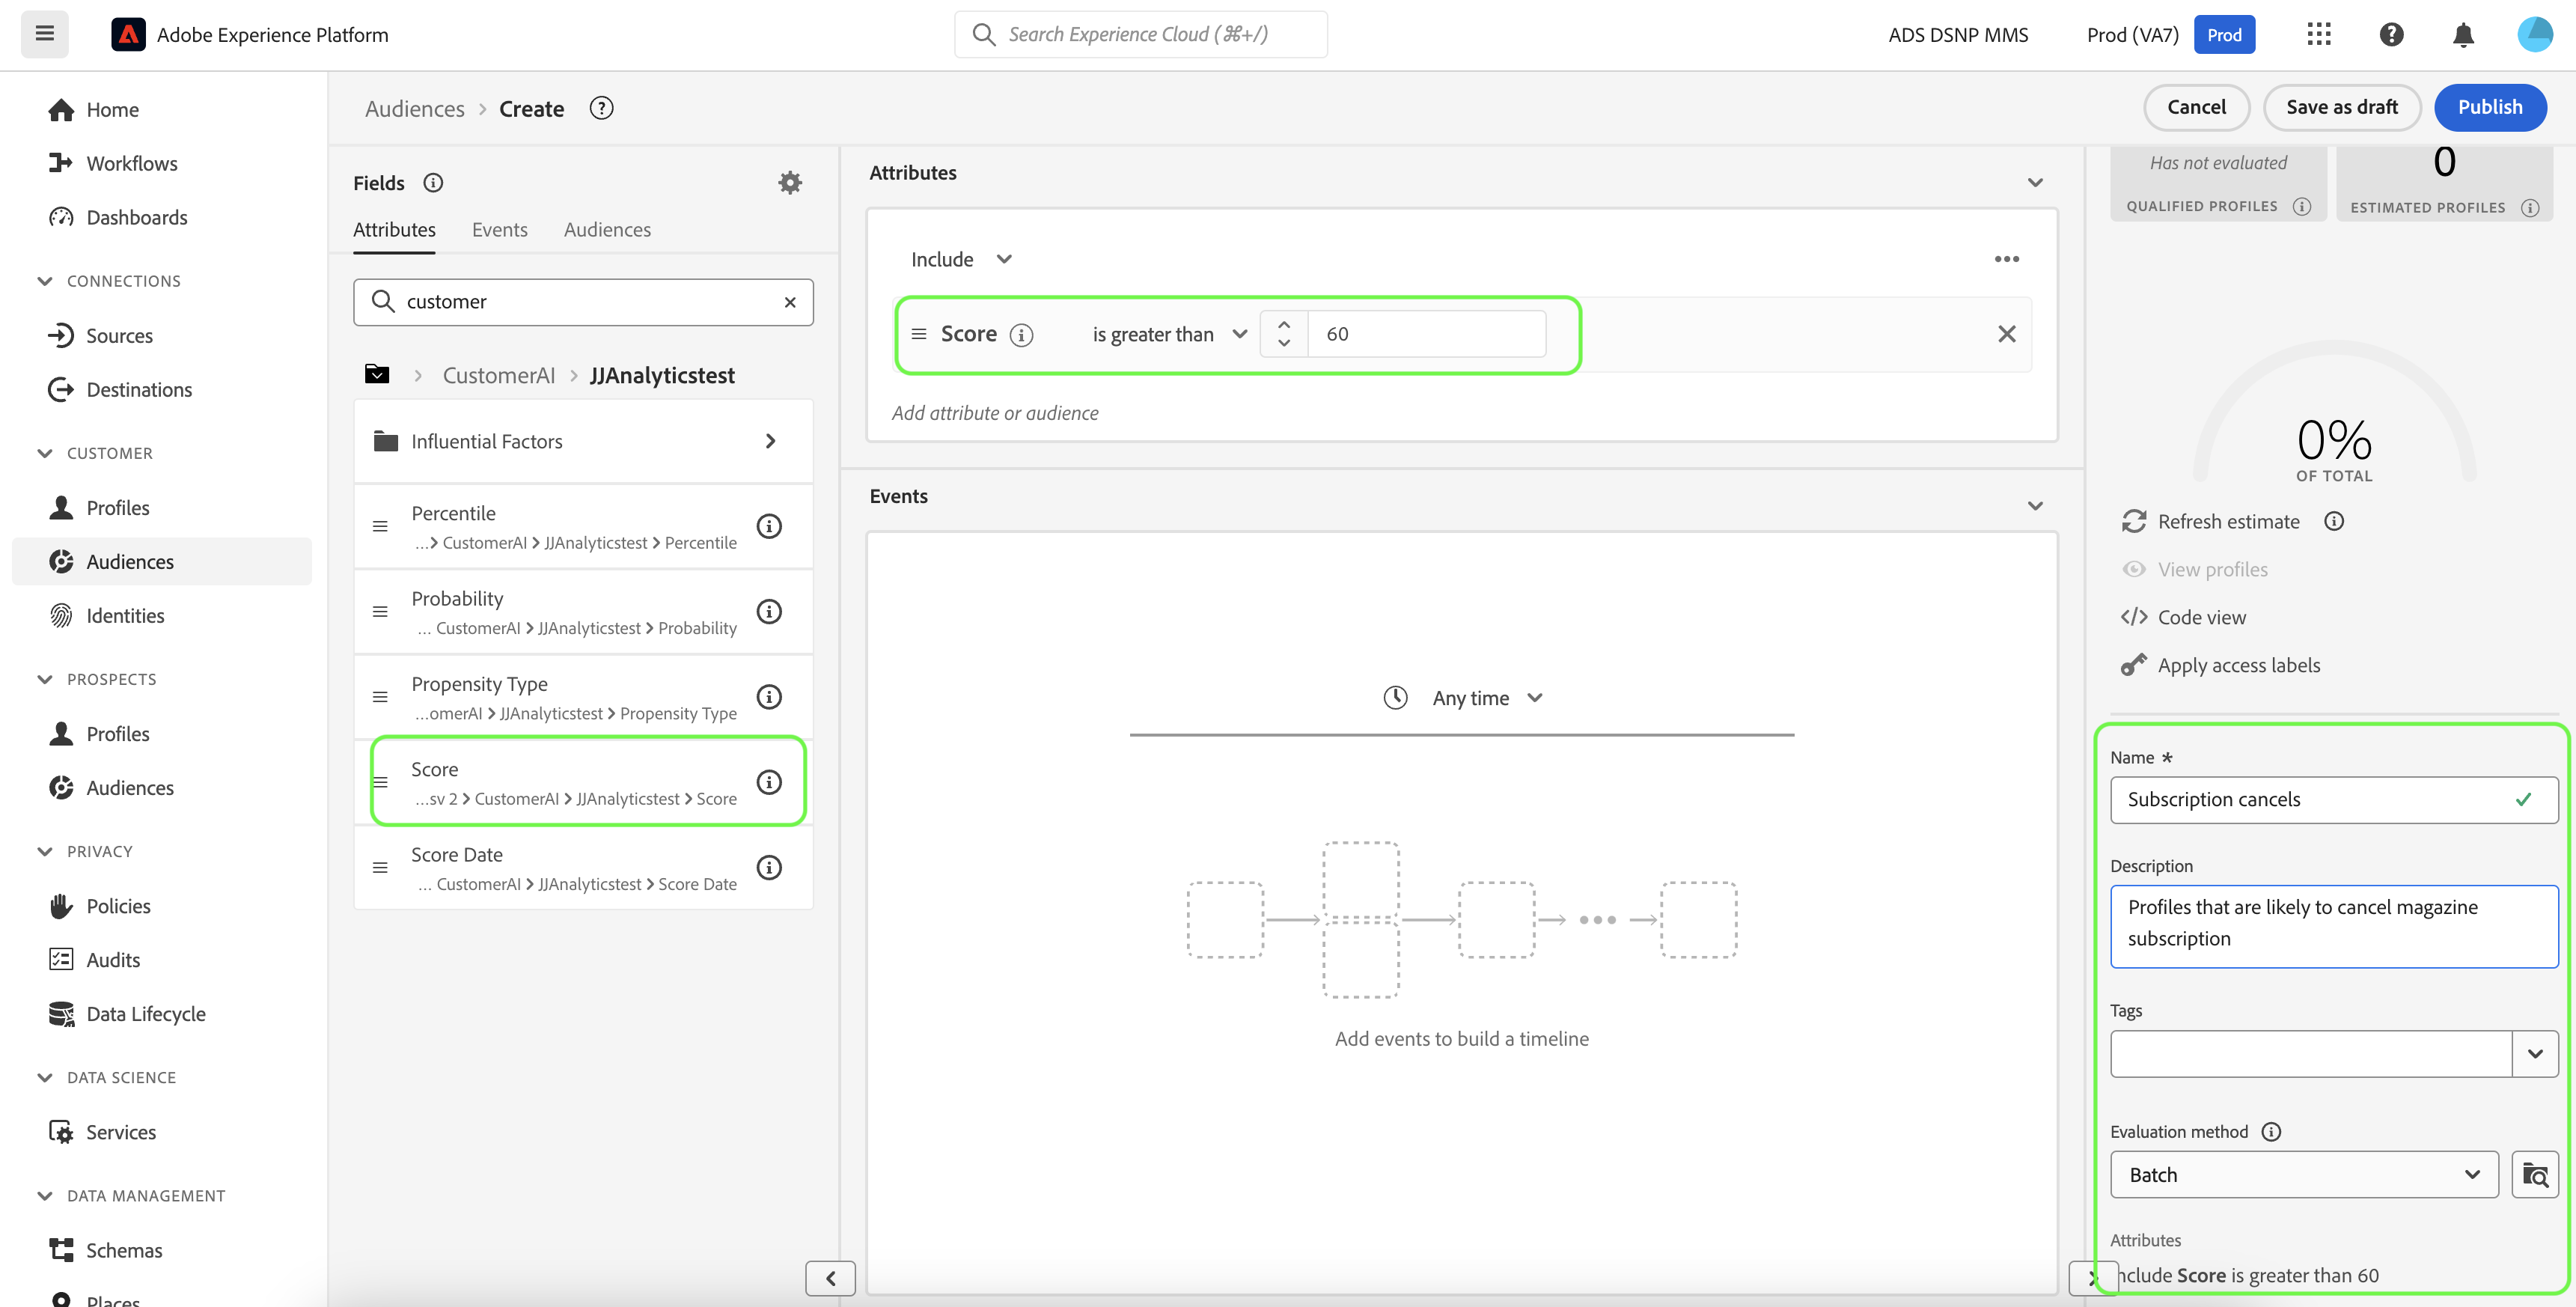 Adobe Experience Platform
Search Experience Cloud (⌘+/)
ADS DSNP MMS
Prod (VA7)
Prod
Home
Workflows
Dashboards
CONNECTIONS
Sources
Destinations
CUSTOMER
Profiles
Audiences
Identities
PROSPECTS
Profiles
Audiences
PRIVACY
Policies
Audits
Data Lifecycle
DATA SCIENCE
Services
DATA MANAGEMENT
Schemas
Places
Audiences > Create
Cancel
Save as draft
Publish
Fields
Attributes
Events
Audiences
customer
> CustomerAI > JJAnalyticstest
Influential Factors
Percentile
...> CustomerAI > JJAnalyticstest > Percentile
Probability
... CustomerAI > JJAnalyticstest > Probability
Propensity Type
...omerAI > JJAnalyticstest > Propensity Type
Score
...sv 2 > CustomerAI > JJAnalyticstest > Score
Score Date
... CustomerAI > JJAnalyticstest > Score Date
Attributes
Include
Score is greater than 60
Add attribute or audience
Events
Any time
Add events to build a timeline
Has not evaluated
QUALIFIED PROFILES
0
ESTIMATED PROFILES
0%
OF TOTAL
Refresh estimate
View profiles
Code view
Apply access labels
Name *
Subscription cancels
Description
Profiles that are likely to cancel magazine
subscription
Tags
Evaluation method
Batch
Attributes
nclude Score is greater than 60